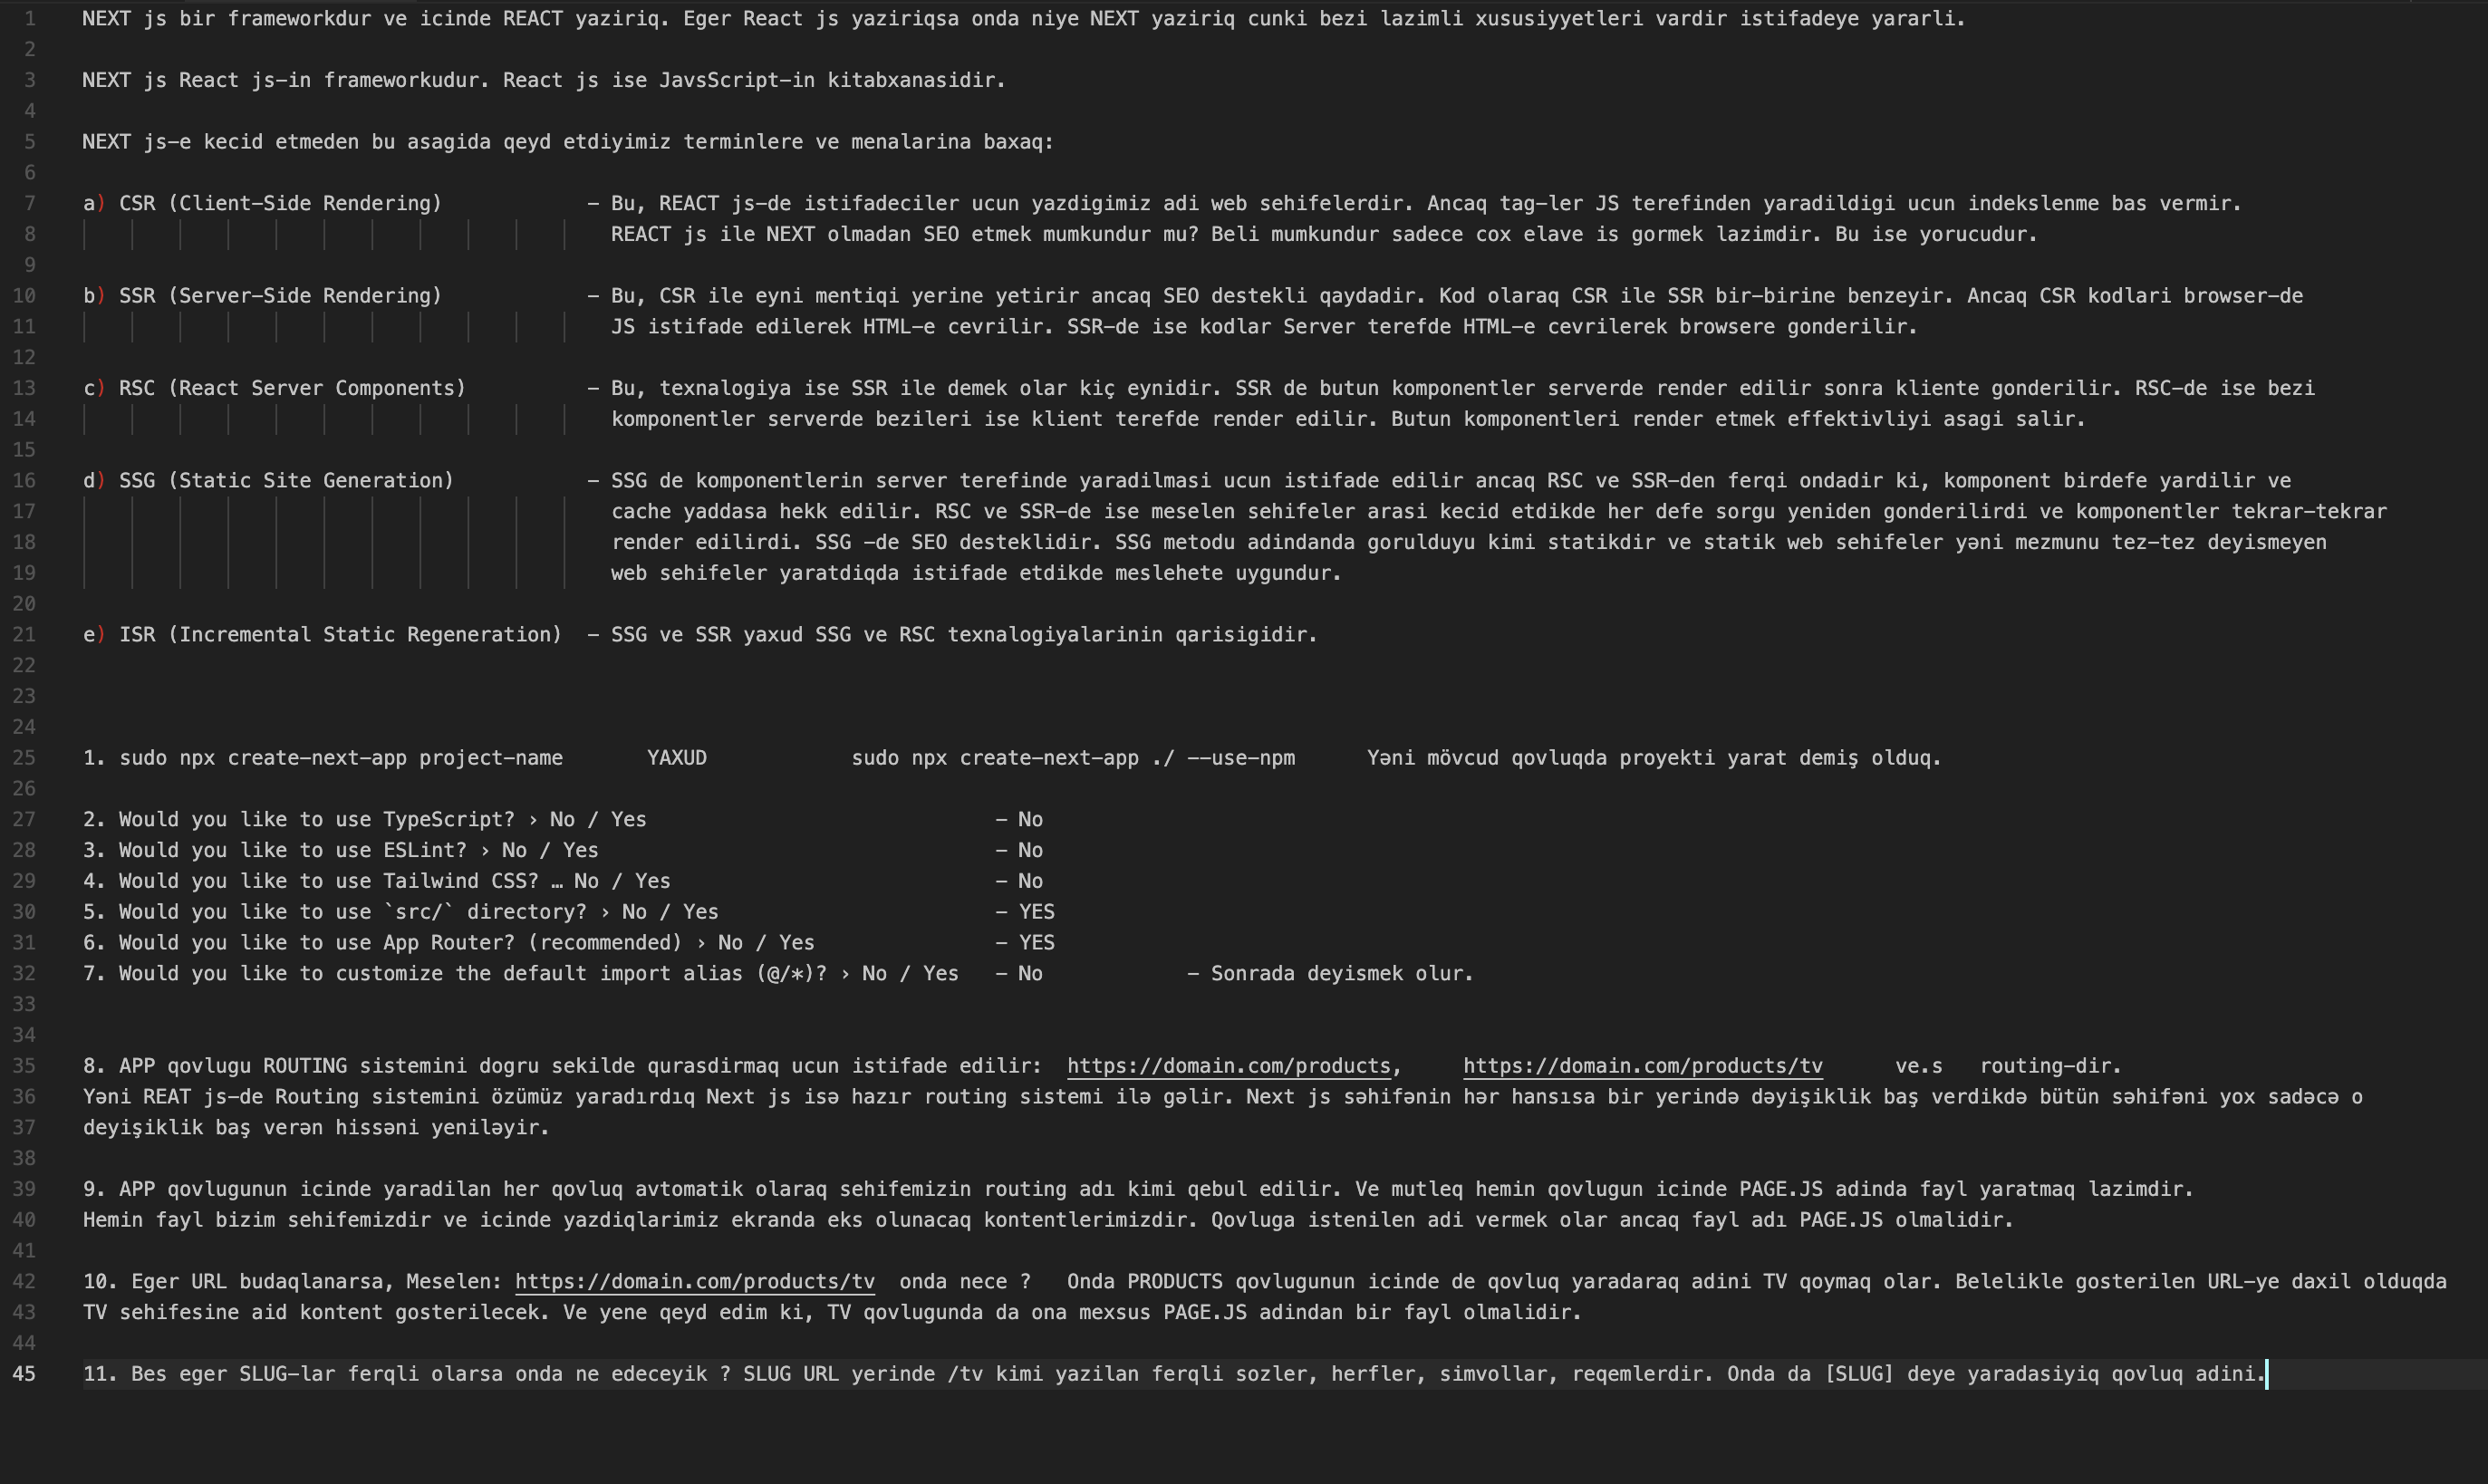 1 NEXT js bir frameworkdur ve icinde REACT yaziriq. Eger React js yaziriqsa onda niye NEXT yaziriq cunki bezi lazimli xususiyyetleri vardir istifadeye yararli.
2
3 NEXT js React js-in frameworkudur. React js ise JavsScript-in kitabxanasidir.
4
5 NEXT js-e kecid etmeden bu asagida qeyd etdiyimiz terminlere ve menalarina baxaq:
6
7 a) CSR (Client-Side Rendering) – Bu, REACT js-de istifadeciler ucun yazdigimiz adi web sehifelerdir. Ancaq tag-ler JS terefinden yaradildigi ucun indekslenme bas vermir.
8 REACT js ile NEXT olmadan SEO etmek mumkundur mu? Beli mumkundur sadece cox elave is gormek lazimdir. Bu ise yorucudur.
9
10 b) SSR (Server-Side Rendering) – Bu, CSR ile eyni mentiqi yerine yetirir ancaq SEO destekli qaydadir. Kod olaraq CSR ile SSR bir-birine benzeyir. Ancaq CSR kodlari browser-de
11 JS istifade edilerek HTML-e cevrilir. SSR-de ise kodlar Server terefde HTML-e cevrilerek browsere gonderilir.
12
13 c) RSC (React Server Components) – Bu, texnalogiya ise SSR ile demek olar kiç eynidir. SSR de butun komponentler serverde render edilir sonra kliente gonderilir. RSC-de ise bezi
14 komponentler serverde bezileri ise klient terefde render edilir. Butun komponentleri render etmek effektivliyi asagi salir.
15
16 d) SSG (Static Site Generation) – SSG de komponentlerin server terefinde yaradilmasi ucun istifade edilir ancaq RSC ve SSR-den ferqi ondadir ki, komponent birdefe yardilir ve
17 cache yaddasa hekk edilir. RSC ve SSR-de ise meselen sehifeler arasi kecid etdikde her defe sorgu yeniden gonderilirdi ve komponentler tekrar-tekrar
18 render edilirdi. SSG -de SEO desteklidir. SSG metodu adindanda gorulduyu kimi statikdir ve statik web sehifeler yəni mezmunu tez-tez deyismeyen
19 web sehifeler yaratdiqda istifade etdikde meslehete uygundur.
20
21 e) ISR (Incremental Static Regeneration) – SSG ve SSR yaxud SSG ve RSC texnalogiyalarinin qarisigidir.
22
23
24
25 1. sudo npx create-next-app project-name YAXUD sudo npx create-next-app ./ --use-npm Yəni mövcud qovluqda proyekti yarat demiş olduq.
26
27 2. Would you like to use TypeScript? › No / Yes – No
28 3. Would you like to use ESLint? › No / Yes – No
29 4. Would you like to use Tailwind CSS? … No / Yes – No
30 5. Would you like to use `src/` directory? › No / Yes – YES
31 6. Would you like to use App Router? (recommended) › No / Yes – YES
32 7. Would you like to customize the default import alias (@/*)? › No / Yes – No – Sonrada deyismek olur.
33
34
35 8. APP qovlugu ROUTING sistemini dogru sekilde qurasdirmaq ucun istifade edilir: https://domain.com/products, https://domain.com/products/tv ve.s routing-dir.
36 Yəni REAT js-de Routing sistemini özümüz yaradırdıq Next js isə hazır routing sistemi ilə gəlir. Next js səhifənin hər hansısa bir yerində dəyişiklik baş verdikdə bütün səhifəni yox sadəcə o
37 deyişiklik baş verən hissəni yeniləyir.
38
39 9. APP qovlugunun icinde yaradilan her qovluq avtomatik olaraq sehifemizin routing adı kimi qebul edilir. Ve mutleq hemin qovlugun icinde PAGE.JS adinda fayl yaratmaq lazimdir.
40 Hemin fayl bizim sehifemizdir ve icinde yazdiqlarimiz ekranda eks olunacaq kontentlerimizdir. Qovluga istenilen adi vermek olar ancaq fayl adı PAGE.JS olmalidir.
41
42 10. Eger URL budaqlanarsa, Meselen: https://domain.com/products/tv onda nece ? Onda PRODUCTS qovlugunun icinde de qovluq yaradaraq adini TV qoymaq olar. Belelikle gosterilen URL-ye daxil olduqda
43 TV sehifesine aid kontent gosterilecek. Ve yene qeyd edim ki, TV qovlugunda da ona mexsus PAGE.JS adindan bir fayl olmalidir.
44
45 11. Bes eger SLUG-lar ferqli olarsa onda ne edeceyik ? SLUG URL yerinde /tv kimi yazilan ferqli sozler, herfler, simvollar, reqemlerdir. Onda da [SLUG] deye yaradasiyiq qovluq adini.